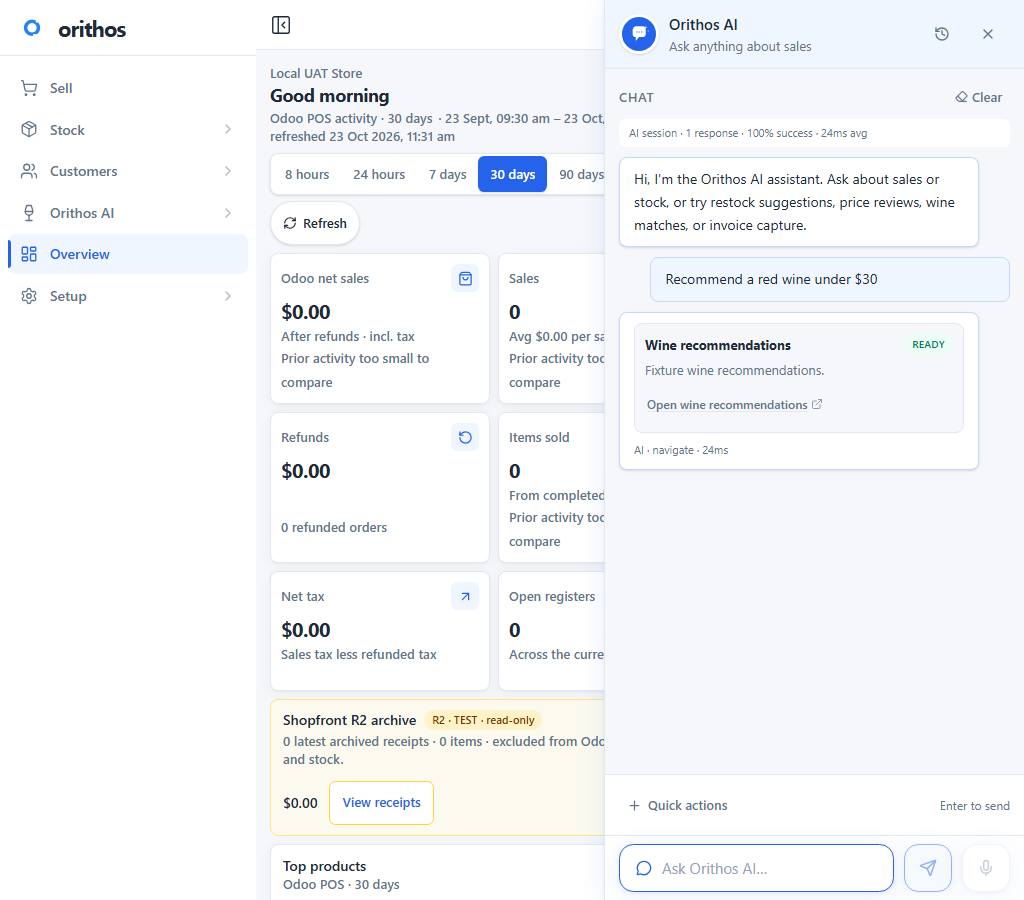 orithos
Sell
Stock
Customers
Orithos AI
Overview
Setup
Local UAT Store
Good morning
Odoo POS activity · 30 days · 23 Sept, 09:30 am – 23 Oct,
refreshed 23 Oct 2026, 11:31 am
8 hours
24 hours
7 days
30 days
90 days
Refresh
Odoo net sales
$0.00
After refunds · incl. tax
Prior activity too small to
compare
Sales
0
Avg $0.00 per sa
Prior activity too
compare
Refunds
$0.00
0 refunded orders
Items sold
0
From completed
Prior activity too
compare
Net tax
$0.00
Sales tax less refunded tax
Open registers
0
Across the curre
Shopfront R2 archive
R2 · TEST · read-only
0 latest archived receipts · 0 items · excluded from Odo
and stock.
$0.00
View receipts
Top products
Odoo POS · 30 days
Orithos AI
Ask anything about sales
CHAT
Clear
AI session · 1 response · 100% success · 24ms avg
Hi, I'm the Orithos AI assistant. Ask about sales or
stock, or try restock suggestions, price reviews, wine
matches, or invoice capture.
Recommend a red wine under $30
Wine recommendations
READY
Fixture wine recommendations.
Open wine recommendations
AI · navigate · 24ms
Quick actions
Enter to send
Ask Orithos AI...